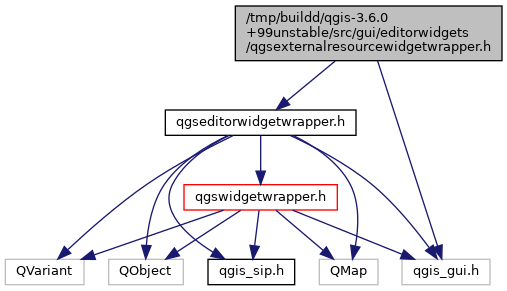 /tmp/buildd/qgis-3.6.0
+99unstable/src/gui/editorwidgets
/qgsexternalresourcewidgetwrapper.h
qgseditorwidgetwrapper.h
qgswidgetwrapper.h
QVariant
QObject
qgis_sip.h
QMap
qgis_gui.h